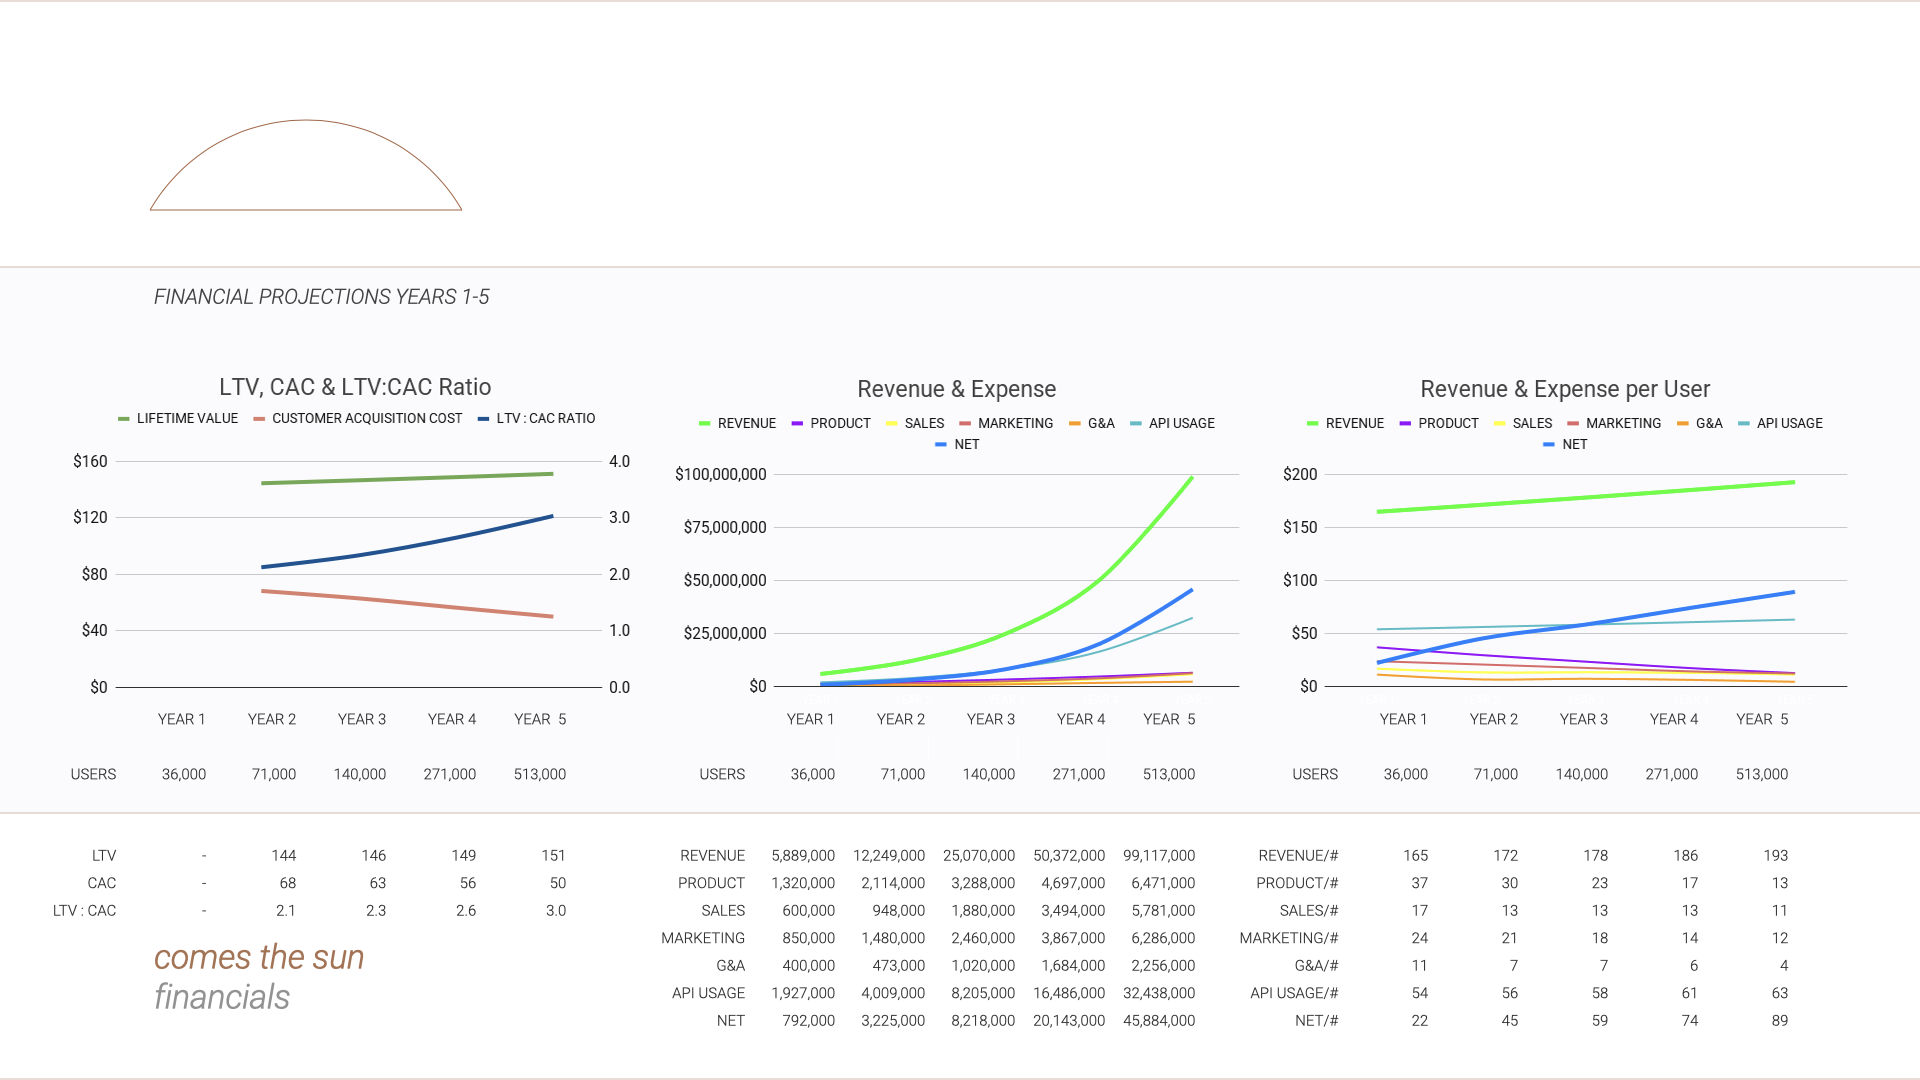 FINANCIAL PROJECTIONS YEARS 1-5
LTV, CAC & LTV:CAC Ratio
LIFETIME VALUE CUSTOMER ACQUISITION COST LTV : CAC RATIO
$160 4.0
$120 3.0
$80 2.0
$40 1.0
$0 0.0
YEAR 1 YEAR 2 YEAR 3 YEAR 4 YEAR 5
USERS 36,000 71,000 140,000 271,000 513,000
LTV - 144 146 149 151
CAC - 68 63 56 50
LTV : CAC - 2.1 2.3 2.6 3.0
comes the sun
financials
Revenue & Expense
REVENUE PRODUCT SALES MARKETING G&A API USAGE
NET
$100,000,000
$75,000,000
$50,000,000
$25,000,000
$0
YEAR 1 YEAR 2 YEAR 3 YEAR 4 YEAR 5
USERS 36,000 71,000 140,000 271,000 513,000
REVENUE 5,889,000 12,249,000 25,070,000 50,372,000 99,117,000
PRODUCT 1,320,000 2,114,000 3,288,000 4,697,000 6,471,000
SALES 600,000 948,000 1,880,000 3,494,000 5,781,000
MARKETING 850,000 1,480,000 2,460,000 3,867,000 6,286,000
G&A 400,000 473,000 1,020,000 1,684,000 2,256,000
API USAGE 1,927,000 4,009,000 8,205,000 16,486,000 32,438,000
NET 792,000 3,225,000 8,218,000 20,143,000 45,884,000
Revenue & Expense per User
REVENUE PRODUCT SALES MARKETING G&A API USAGE
NET
$200
$150
$100
$50
$0
YEAR 1 YEAR 2 YEAR 3 YEAR 4 YEAR 5
USERS 36,000 71,000 140,000 271,000 513,000
REVENUE/# 165 172 178 186 193
PRODUCT/# 37 30 23 17 13
SALES/# 17 13 13 13 11
MARKETING/# 24 21 18 14 12
G&A/# 11 7 7 6 4
API USAGE/# 54 56 58 61 63
NET/# 22 45 59 74 89